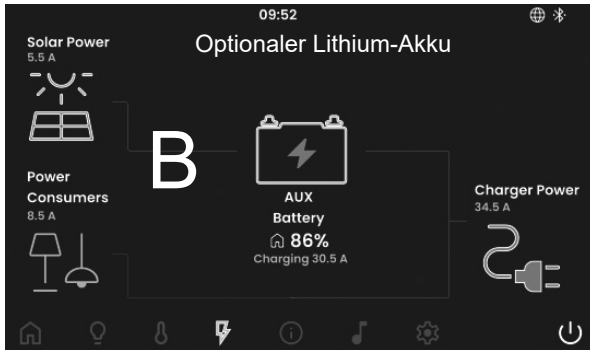 09:52
Solar Power
5.5 A
Optionaler Lithium-Akku
B
Power
Consumers
8.5 A
AUX
Battery
86%
Charging 30.5 A
Charger Power
34.5 A